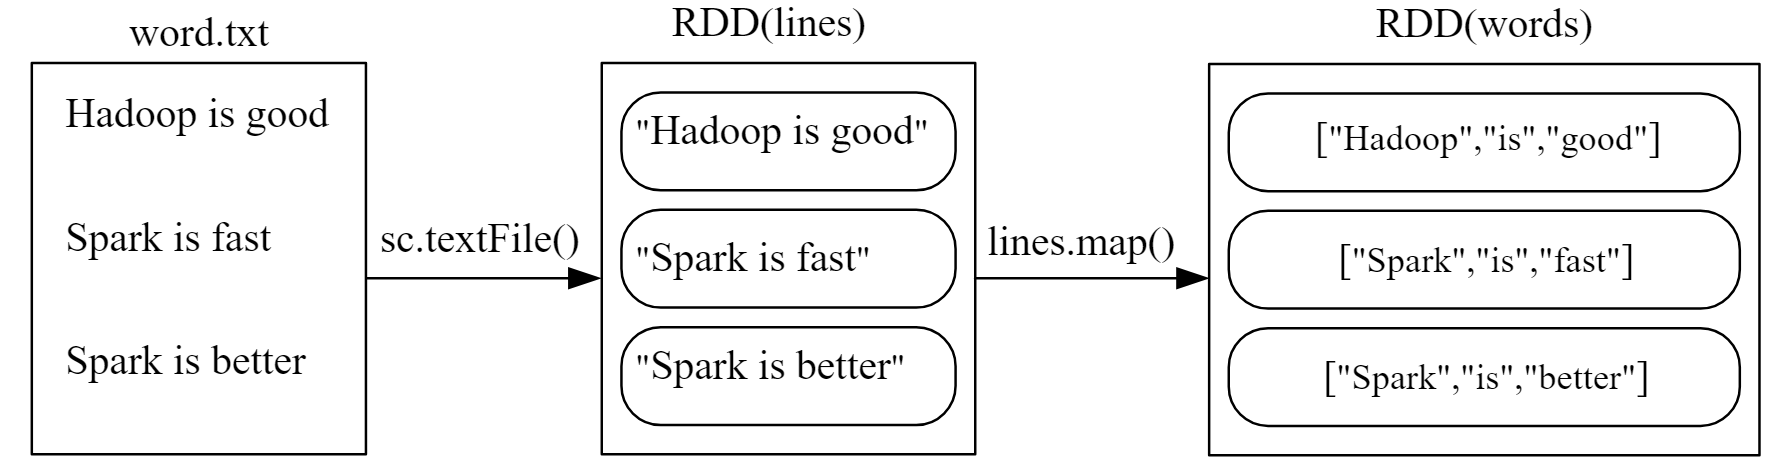 word.txt
Hadoop is good
Spark is fast
Spark is better
sc.textFile()
RDD(lines)
"Hadoop is good"
"Spark is fast"
"Spark is better"
lines.map()
RDD(words)
["Hadoop","is","good"]
["Spark","is","fast"]
["Spark","is","better"]